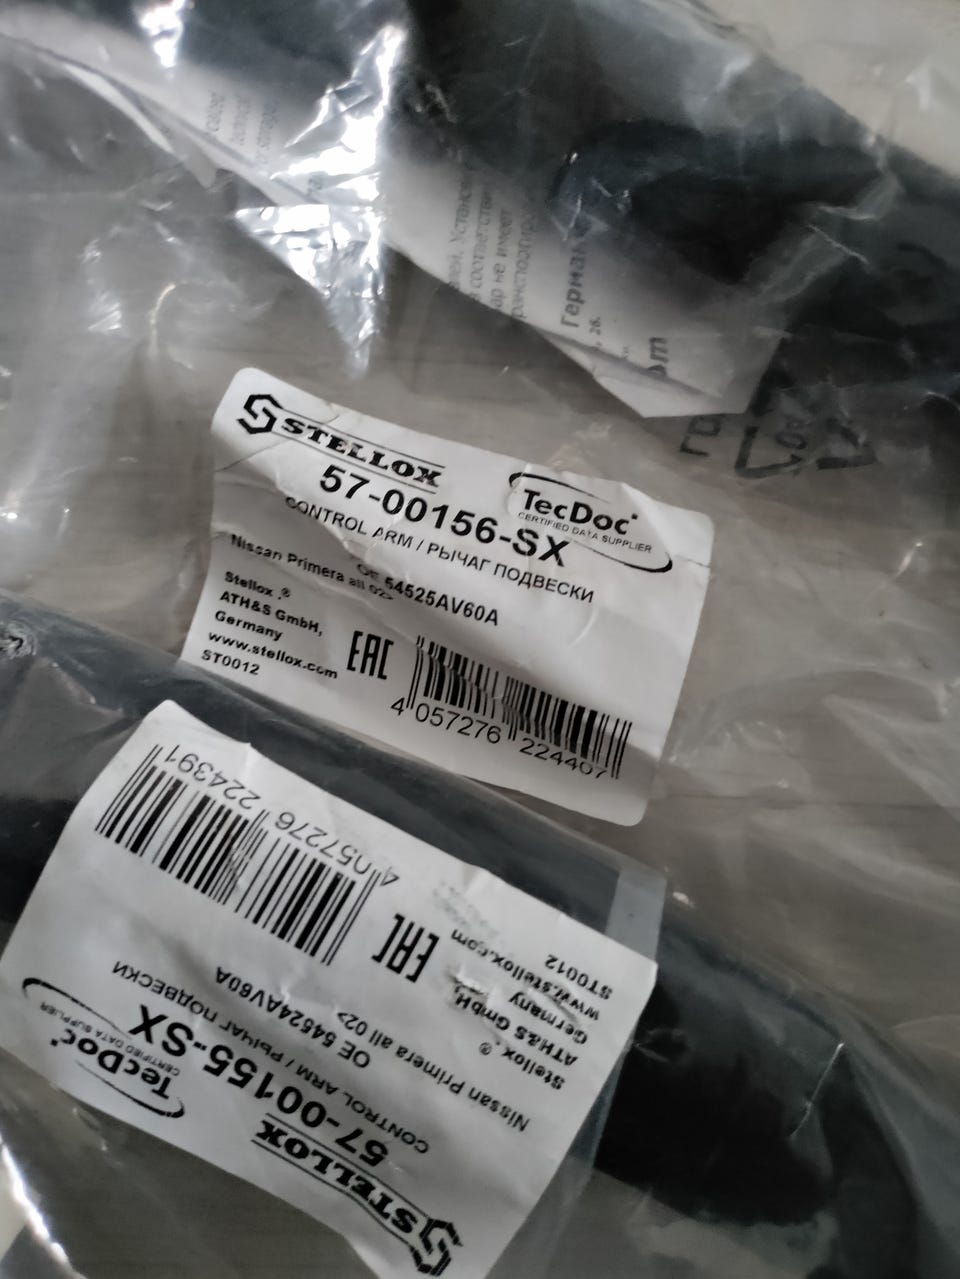 Герман
, 26.
STELLOX
57-00156-SX
TecDoc
CERTIFIED DATA SUPPLIER
CONTROL ARM / РЫЧАГ ПОДВЕСКИ
OE 54525AV60A
Nissan Primera all 02>
Stellox ®
ATH&S GmbH,
Germany
www.stellox.com
ST0012
EAC
4 057276 224407
STELLOX
57-00155-SX
TecDoc
CERTIFIED DATA SUPPLIER
CONTROL ARM / РЫЧАГ ПОДВЕСКИ
OE 54524AV60A
Nissan Primera all 02>
Stellox ®
ATH&S GmbH,
Germany
www.stellox.com
ST0012
EAC
4 057276 224391